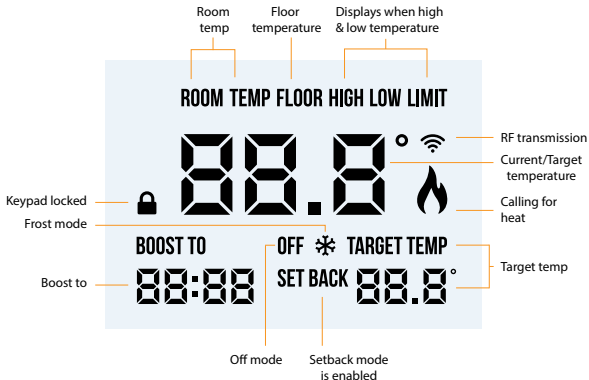 Room
temp
Floor
temperature
Displays when high
& low temperature
ROOM TEMP FLOOR HIGH LOW LIMIT
88.8°
RF transmission
Current/Target
temperature
Keypad locked
Calling for
heat
Frost mode
BOOST TO
OFF
TARGET TEMP
Boost to
88:88
SET BACK
88.8°
Target temp
Off mode
Setback mode
is enabled